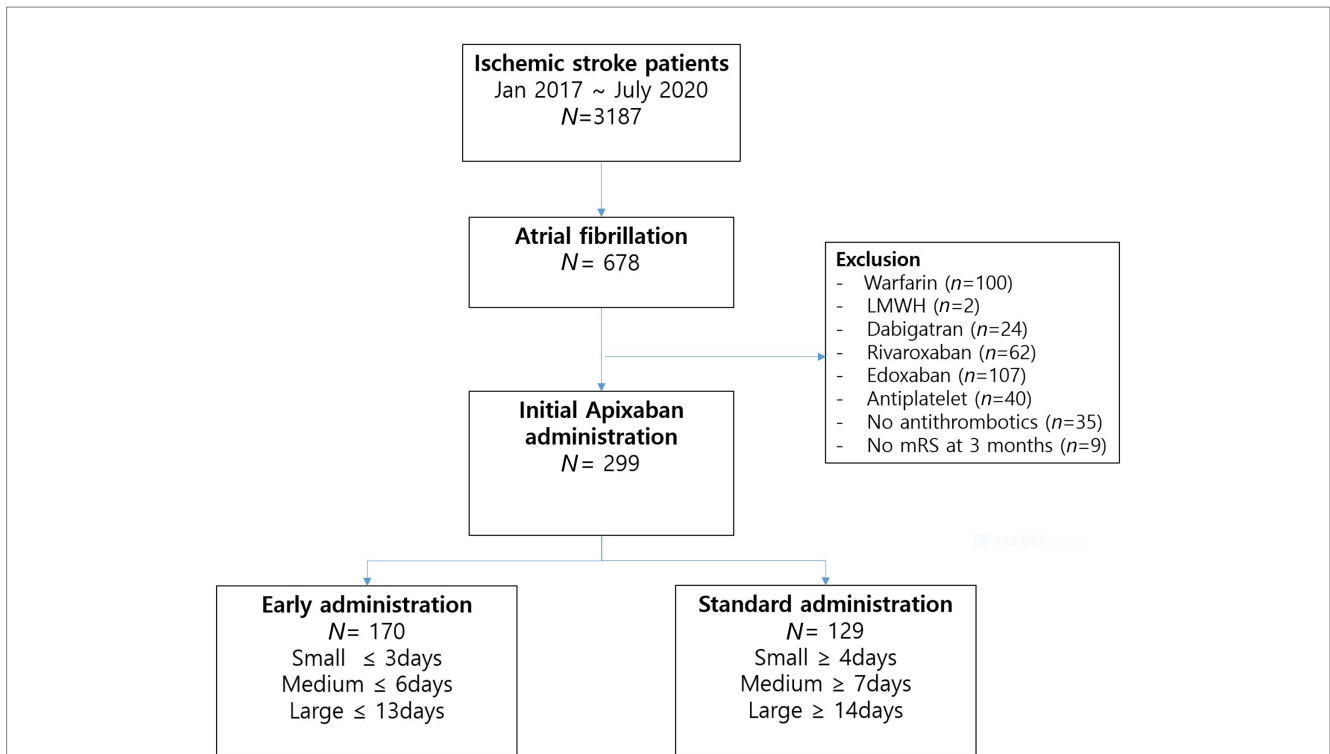 Ischemic stroke patients
Jan 2017 ~ July 2020
N=3187
Atrial fibrillation
N= 678
Exclusion
- Warfarin (n=100)
- LMWH (n=2)
- Dabigatran (n=24)
- Rivaroxaban (n=62)
- Edoxaban (n=107)
- Antiplatelet (n=40)
- No antithrombotics (n=35)
- No mRS at 3 months (n=9)
Initial Apixaban
administration
N= 299
Early administration
N= 170
Small ≤ 3days
Medium ≤ 6days
Large ≤ 13days
Standard administration
N= 129
Small ≥ 4days
Medium ≥ 7days
Large ≥ 14days